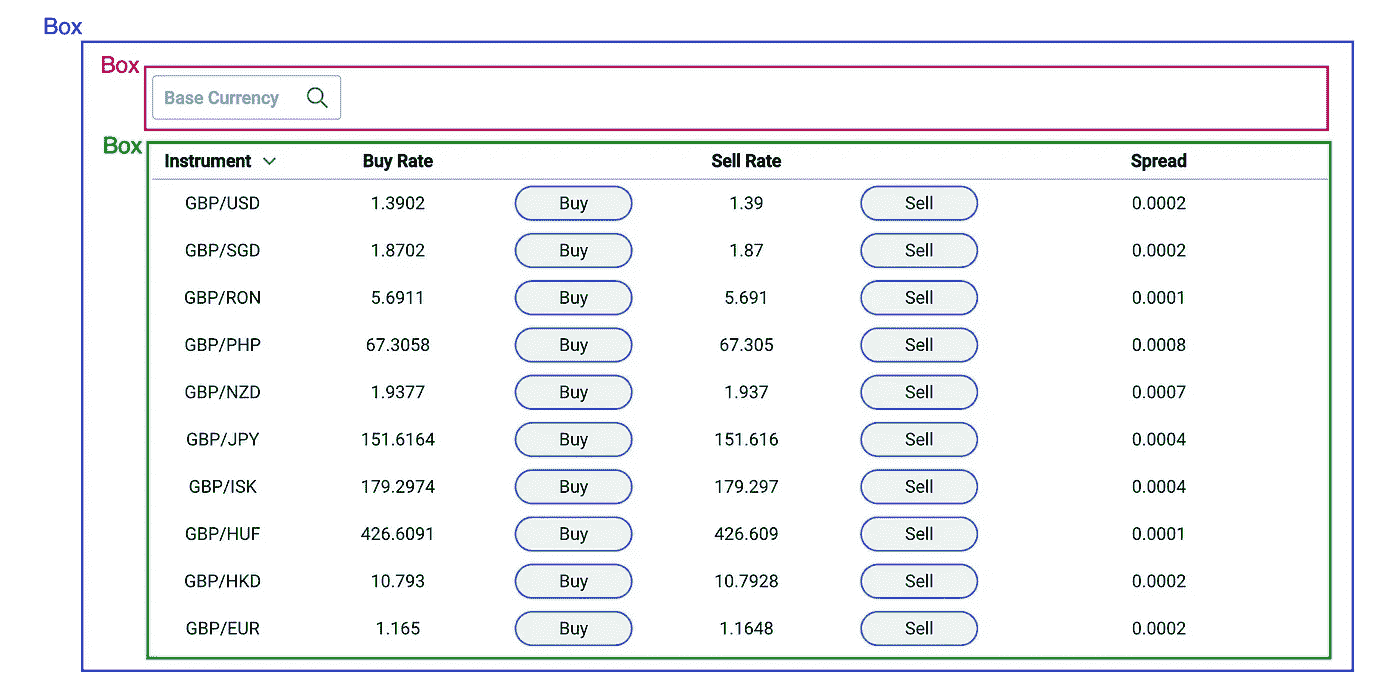 Box
Box
Base Currency
Box
Instrument Buy Rate Sell Rate Spread
GBP/USD 1.3902 Buy 1.39 Sell 0.0002
GBP/SGD 1.8702 Buy 1.87 Sell 0.0002
GBP/RON 5.6911 Buy 5.691 Sell 0.0001
GBP/PHP 67.3058 Buy 67.305 Sell 0.0008
GBP/NZD 1.9377 Buy 1.937 Sell 0.0007
GBP/JPY 151.6164 Buy 151.616 Sell 0.0004
GBP/ISK 179.2974 Buy 179.297 Sell 0.0004
GBP/HUF 426.6091 Buy 426.609 Sell 0.0001
GBP/HKD 10.793 Buy 10.7928 Sell 0.0002
GBP/EUR 1.165 Buy 1.1648 Sell 0.0002